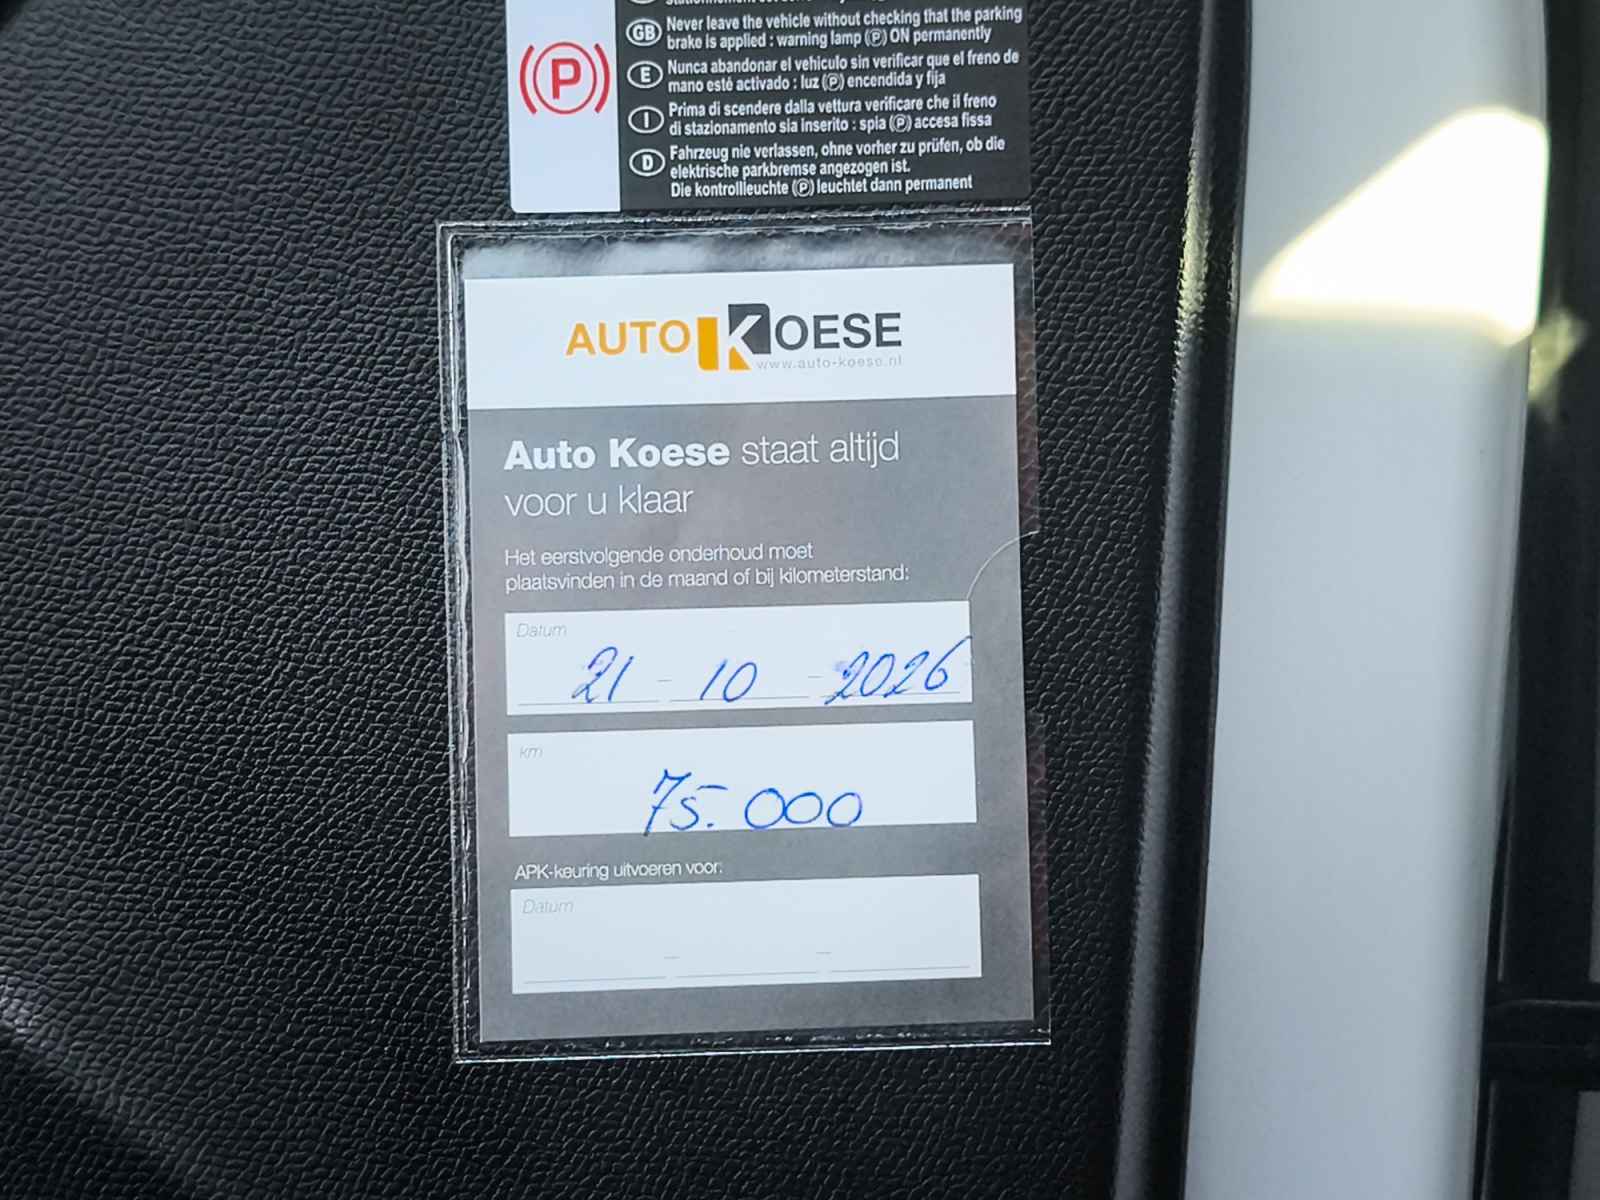 GB Never leave the vehicle without checking that the parking
brake is applied : warning lamp (P) ON permanently
E Nunca abandonar el vehiculo sin verificar que el freno de
mano esté activado : luz (P) encendida y fija
I Prima di scendere dalla vettura verificare che il freno
di stazionamento sia inserito : spia (P) accesa fissa
D Fahrzeug nie verlassen, ohne vorher zu prüfen, ob die
elektrische parkbremse angezogen ist.
Die kontrollleuchte (P) leuchtet dann permanent
(P)
AUTO KOESE
www.auto-koese.nl
Auto Koese staat altijd
voor u klaar
Het eerstvolgende onderhoud moet
plaatsvinden in de maand of bij kilometerstand:
Datum
21 - 10 - 2026
km
75.000
APK-keuring uitvoeren voor:
Datum
- -